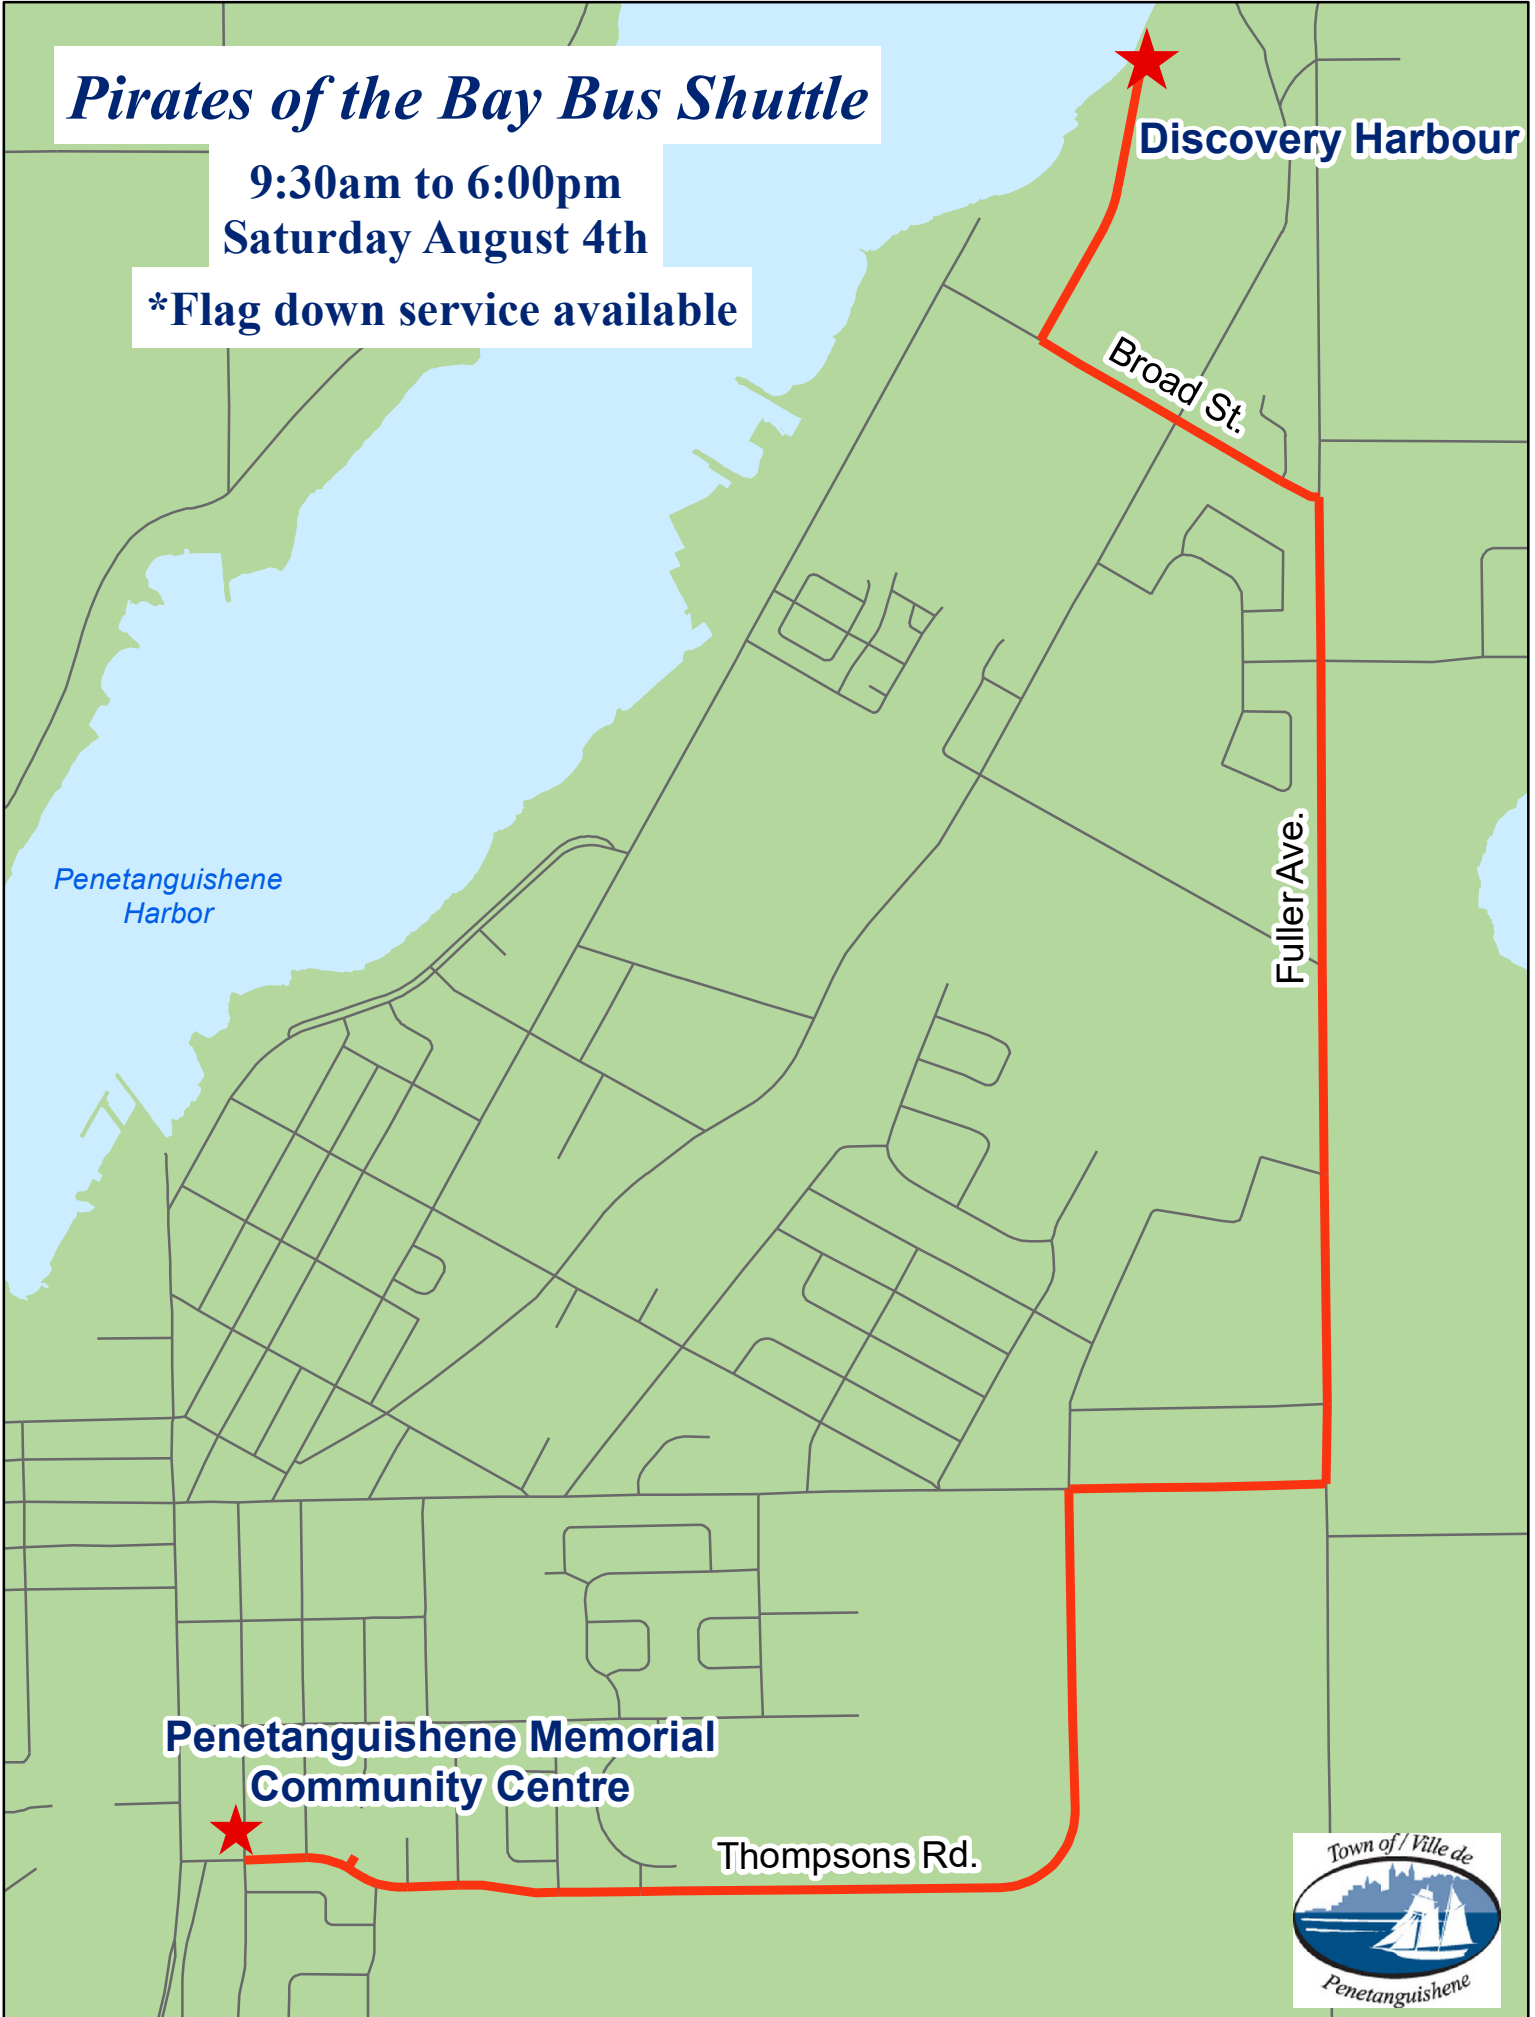 Pirates of the Bay Bus Shuttle
9:30am to 6:00pm
Saturday August 4th
*Flag down service available
Discovery Harbour
Broad St.
Fuller Ave.
Penetanguishene
Harbor
Penetanguishene Memorial
Community Centre
Thompsons Rd.
Town of / Ville de
Penetanguishene